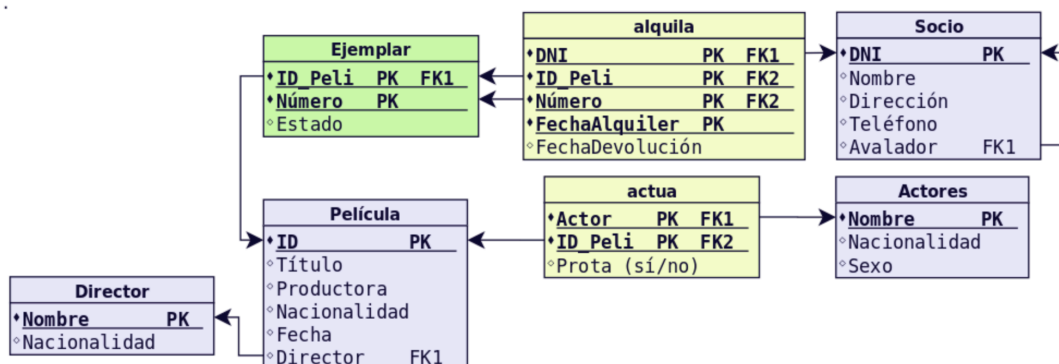 Ejemplar
ID_Peli PK FK1
Número PK
Estado
alquila
DNI PK FK1
ID_Peli PK FK2
Número PK FK2
FechaAlquiler PK
FechaDevolución
Socio
DNI PK
Nombre
Dirección
Teléfono
Avalador FK1
Película
ID PK
Título
Productora
Nacionalidad
Fecha
Director FK1
actua
Actor PK FK1
ID_Peli PK FK2
Prota (sí/no)
Actores
Nombre PK
Nacionalidad
Sexo
Director
Nombre PK
Nacionalidad